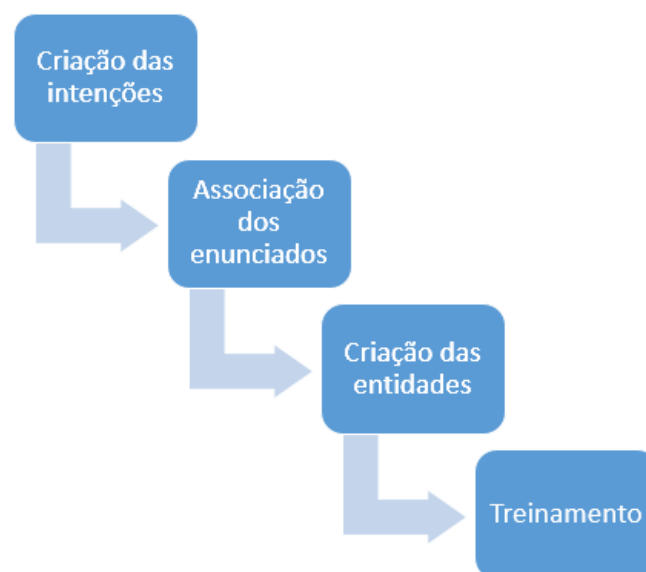 Criação das
intenções
Associação
dos
enunciados
Criação das
entidades
Treinamento